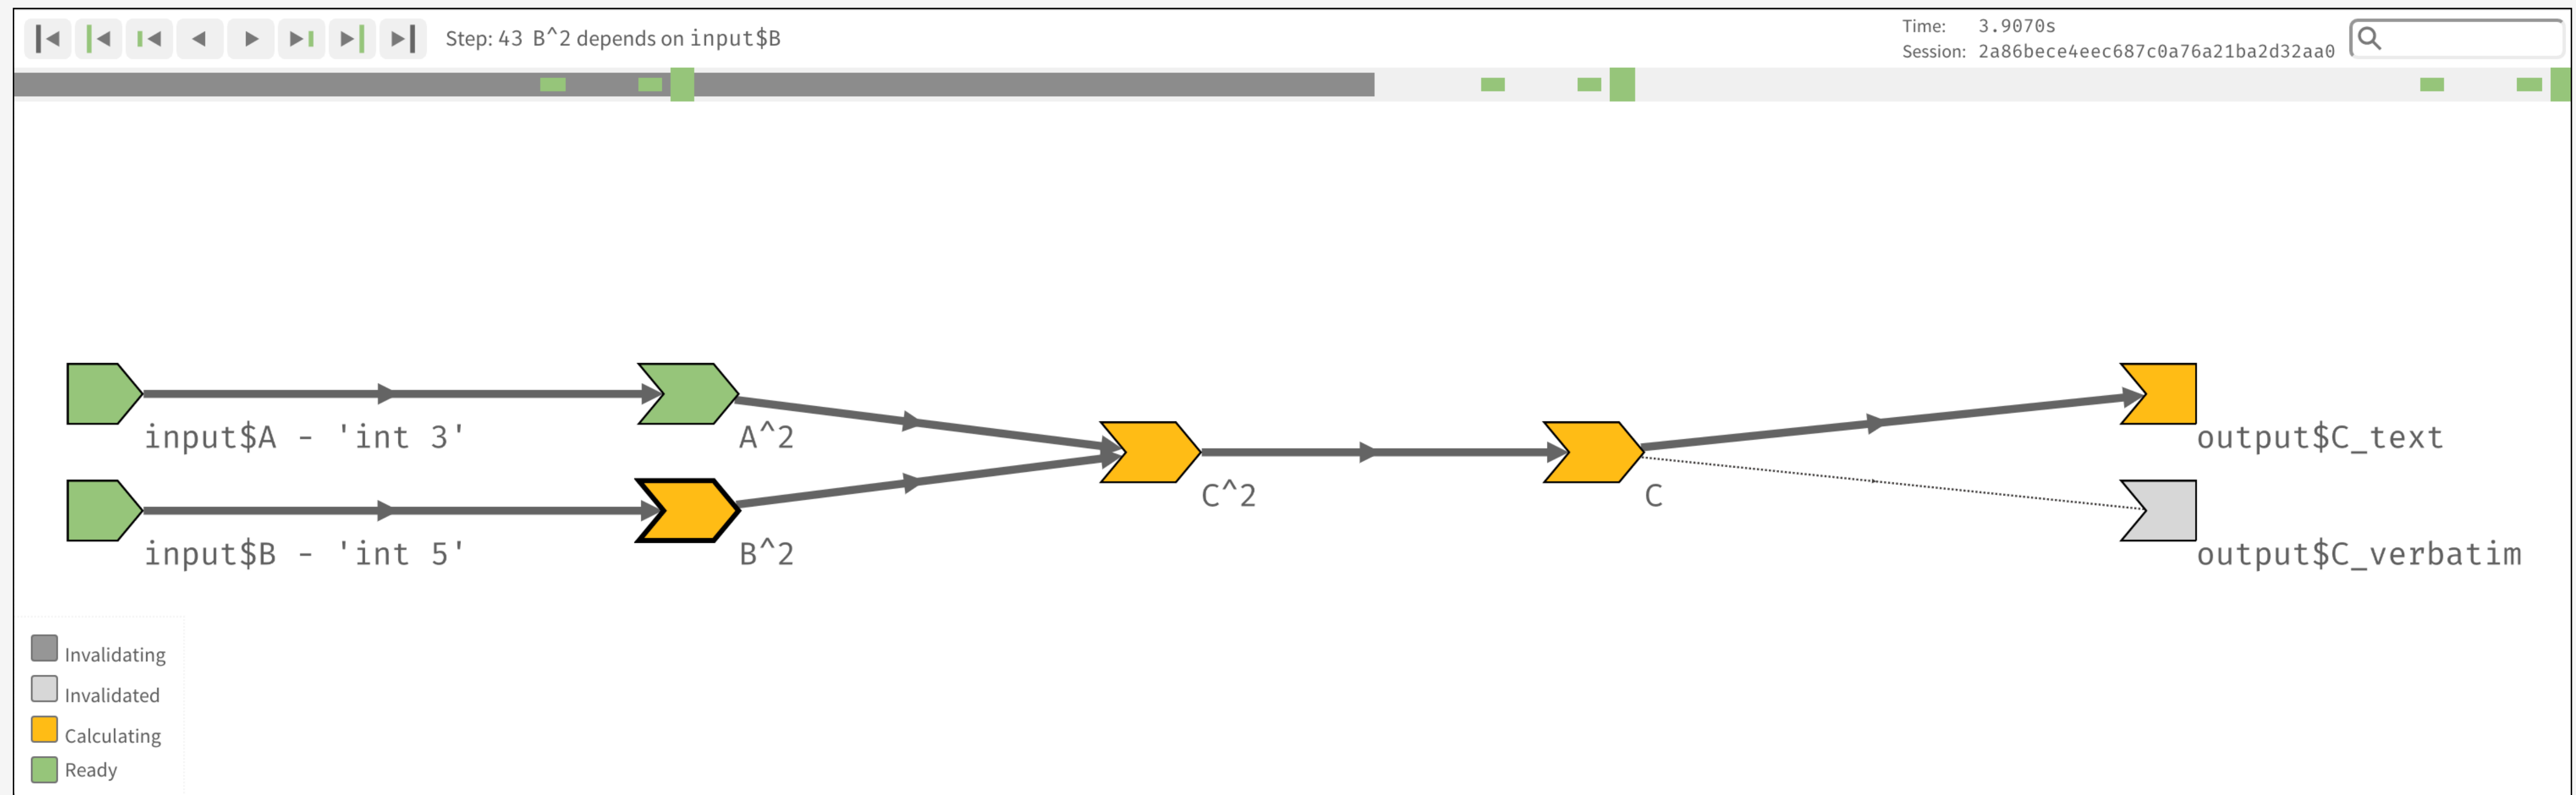 Step: 43 B^2 depends on input$B
Time: 3.9070s
Session: 2a86bece4eec687c0a76a21ba2d32aa0
input$A - 'int 3'
A^2
output$C_text
C^2
C
input$B - 'int 5'
B^2
output$C_verbatim
Invalidating
Invalidated
Calculating
Ready